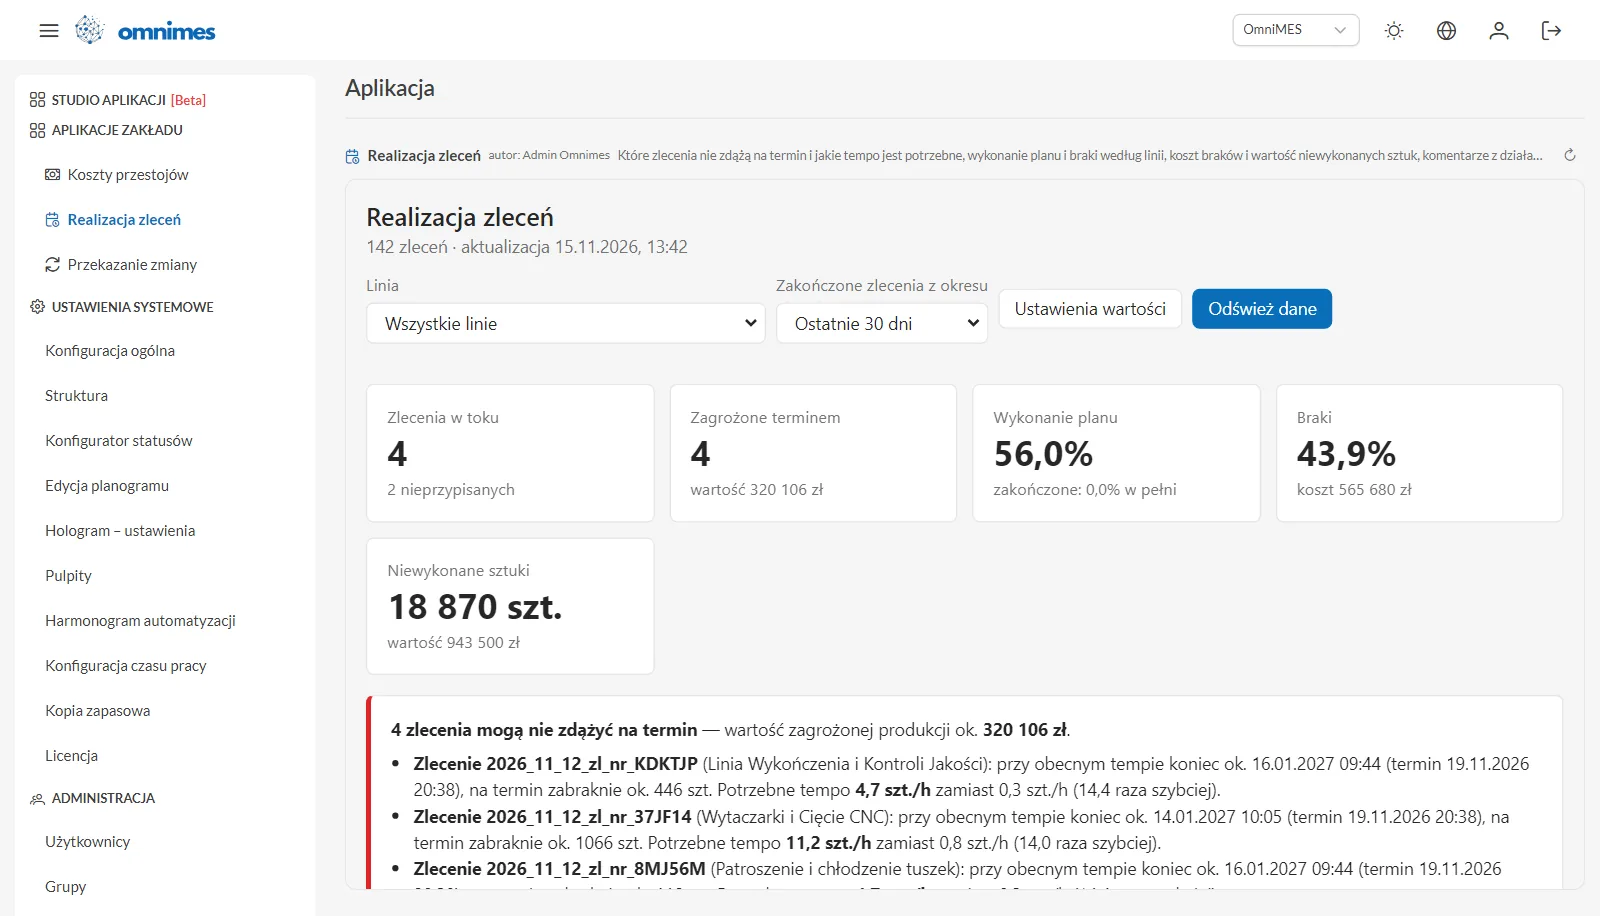 omnimes
OmniMES
STUDIO APLIKACJI [Beta]
APLIKACJE ZAKŁADU
Koszty przestojów
Realizacja zleceń
Przekazanie zmiany
USTAWIENIA SYSTEMOWE
Konfiguracja ogólna
Struktura
Konfigurator statusów
Edycja planogramu
Hologram – ustawienia
Pulpity
Harmonogram automatyzacji
Konfiguracja czasu pracy
Kopia zapasowa
Licencja
ADMINISTRACJA
Użytkownicy
Grupy
Aplikacja
Realizacja zleceń autor: Admin Omnimes Które zlecenia nie zdążą na termin i jakie tempo jest potrzebne, wykonanie planu i braki według linii, koszt braków i wartość niewykonanych sztuk, komentarze z działa...
Realizacja zleceń
142 zleceń · aktualizacja 15.11.2026, 13:42
Linia
Wszystkie linie
Zakończone zlecenia z okresu
Ostatnie 30 dni
Ustawienia wartości
Odśwież dane
Zlecenia w toku
4
2 nieprzypisanych
Zagrożone terminem
4
wartość 320 106 zł
Wykonanie planu
56,0%
zakończone: 0,0% w pełni
Braki
43,9%
koszt 565 680 zł
Niewykonane sztuki
18 870 szt.
wartość 943 500 zł
4 zlecenia mogą nie zdążyć na termin — wartość zagrożonej produkcji ok. 320 106 zł.
• Zlecenie 2026_11_12_zl_nr_KDKTJP (Linia Wykończenia i Kontroli Jakości): przy obecnym tempie koniec ok. 16.01.2027 09:44 (termin 19.11.2026
20:38), na termin zabraknie ok. 446 szt. Potrzebne tempo 4,7 szt./h zamiast 0,3 szt./h (14,4 raza szybciej).
• Zlecenie 2026_11_12_zl_nr_37JF14 (Wytaczarki i Cięcie CNC): przy obecnym tempie koniec ok. 14.01.2027 10:05 (termin 19.11.2026 20:38), na
termin zabraknie ok. 1066 szt. Potrzebne tempo 11,2 szt./h zamiast 0,8 szt./h (14,0 raza szybciej).
• Zlecenie 2026_11_12_zl_nr_8MJ56M (Patroszenie i chłodzenie tuszek): przy obecnym tempie koniec ok. 16.01.2027 09:44 (termin 19.11.2026